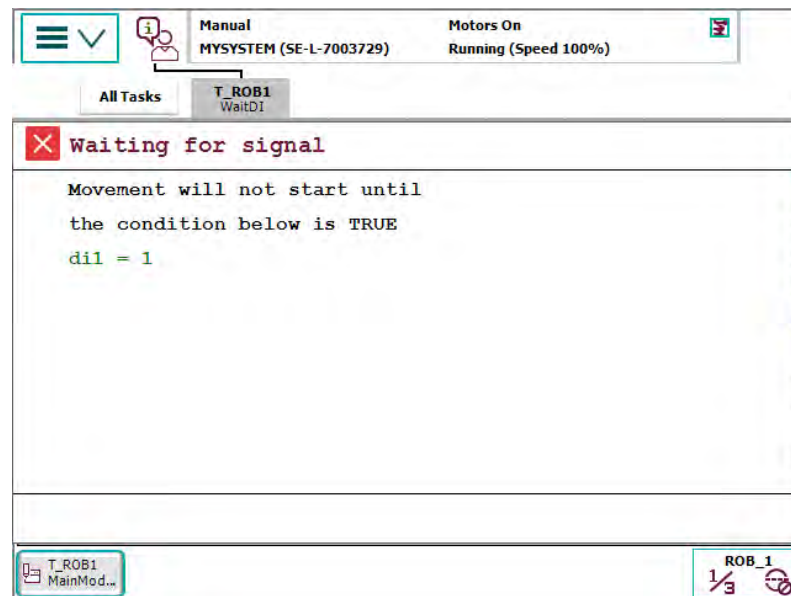 Manual
MYSYSTEM (SE-L-7003729)
Motors On
Running (Speed 100%)
All Tasks
T_ROB1
WaitDI
Waiting for signal
Movement will not start until
the condition below is TRUE
di1 = 1
T_ROB1
MainMod...
ROB_1
1/3